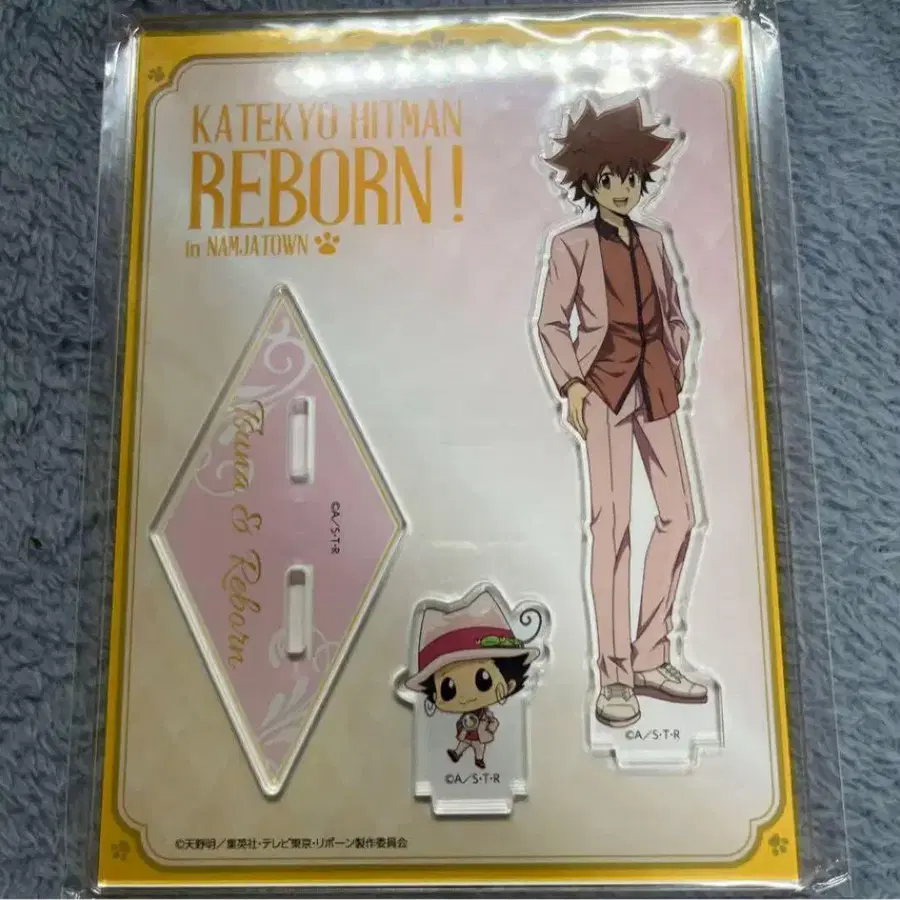 KATEKYO HITMAN
REBORN!
in NAMJATOWN
Tsuna & Reborn
©A/S・T・R
©A/S・T・R
©A/S・T・R
©天野明/集英社・テレビ東京・リボーン製作委員会